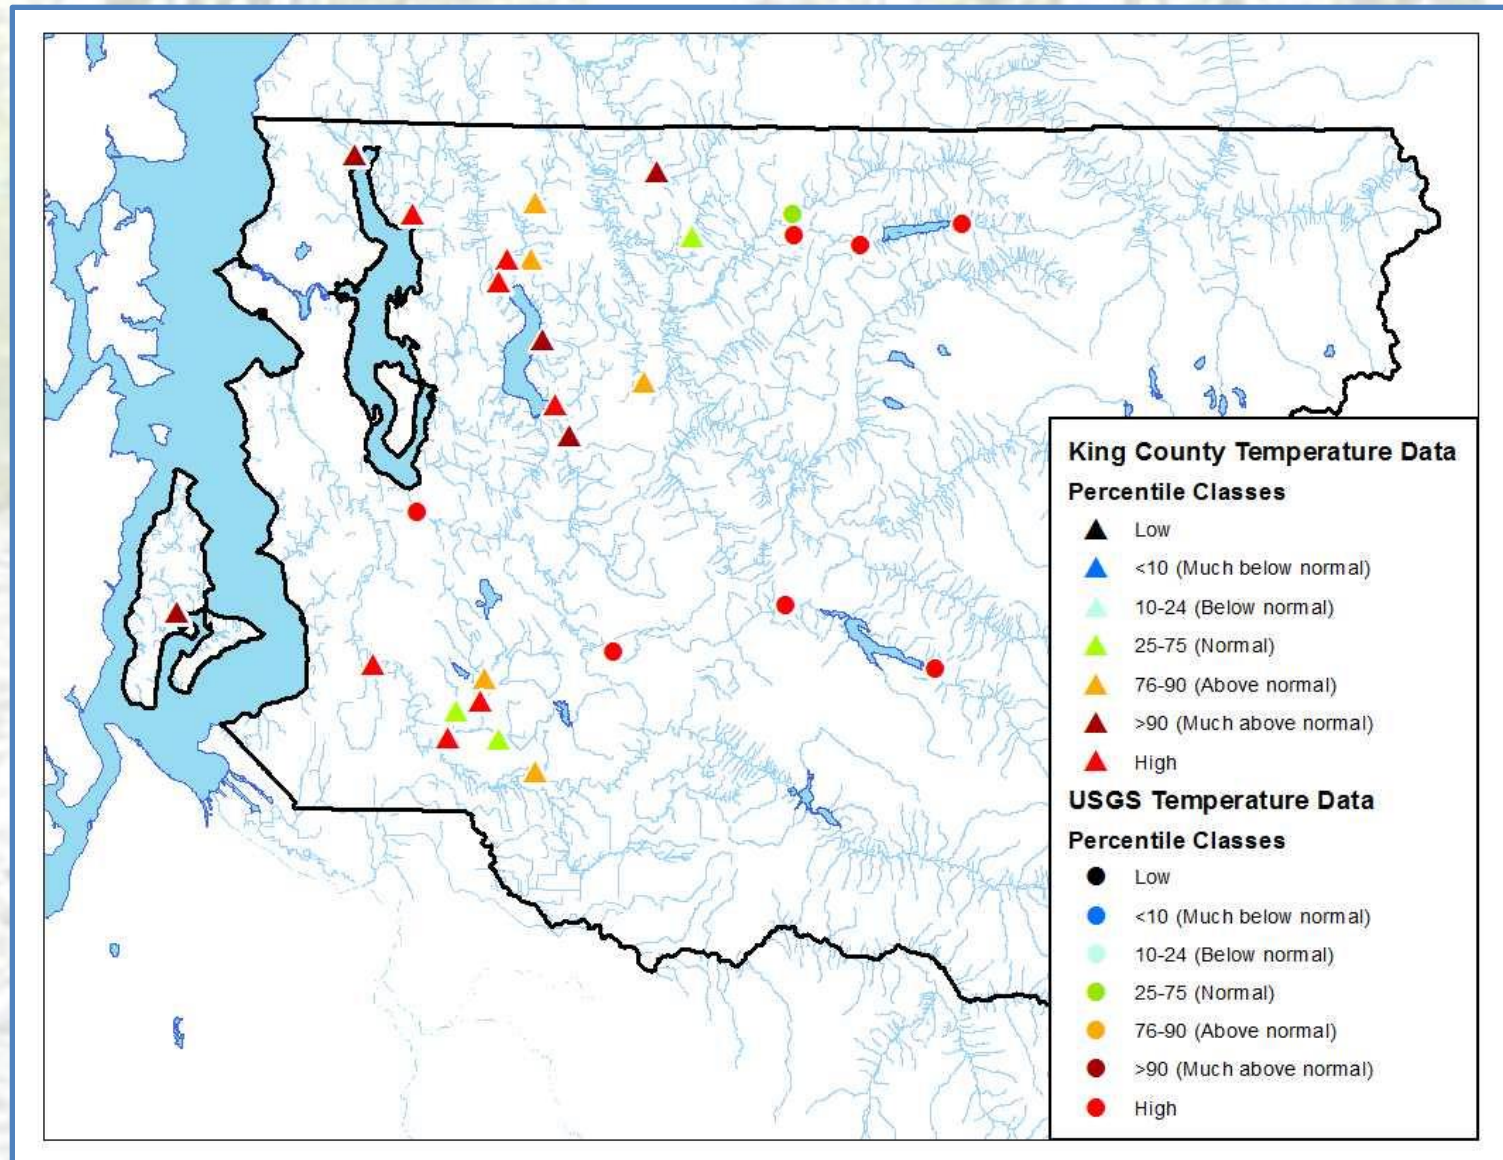 King County Temperature Data
Percentile Classes
Low
<10 (Much below normal)
10-24 (Below normal)
25-75 (Normal)
76-90 (Above normal)
>90 (Much above normal)
High
USGS Temperature Data
Percentile Classes
Low
<10 (Much below normal)
10-24 (Below normal)
25-75 (Normal)
76-90 (Above normal)
>90 (Much above normal)
High